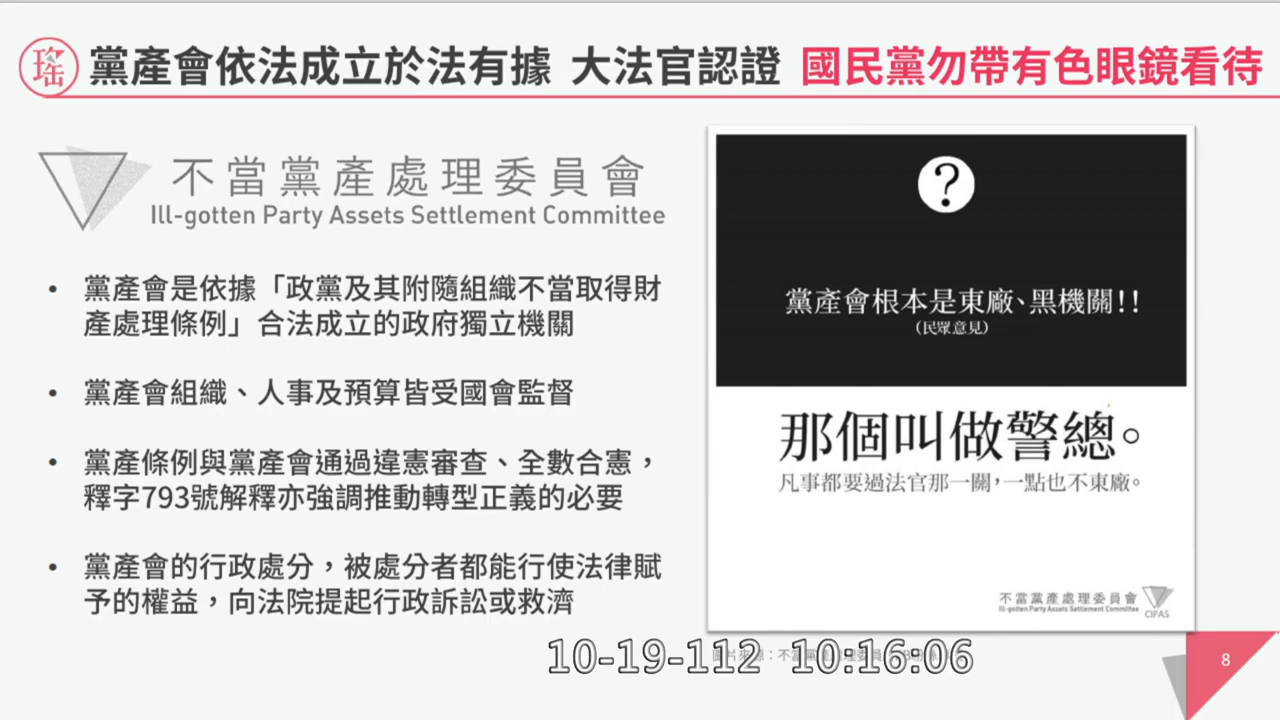 瑤
黨產會依法成立於法有據 大法官認證 國民黨勿帶有色眼鏡看待
不當黨產處理委員會
Ill-gotten Party Assets Settlement Committee
• 黨產會是依據「政黨及其附隨組織不當取得財
產處理條例」合法成立的政府獨立機關
• 黨產會組織、人事及預算皆受國會監督
• 黨產條例與黨產會通過違憲審查、全數合憲，
釋字793號解釋亦強調推動轉型正義的必要
• 黨產會的行政處分，被處分者都能行使法律賦
予的權益，向法院提起行政訴訟或救濟
?
黨產會根本是東廠、黑機關!!
(民眾意見)
那個叫做警總。
凡事都要過法官那一關，一點也不東廠。
不當黨產處理委員會
Ill-gotten Party Assets Settlement Committee
CIPAS
10-19-112 10:16:06
8